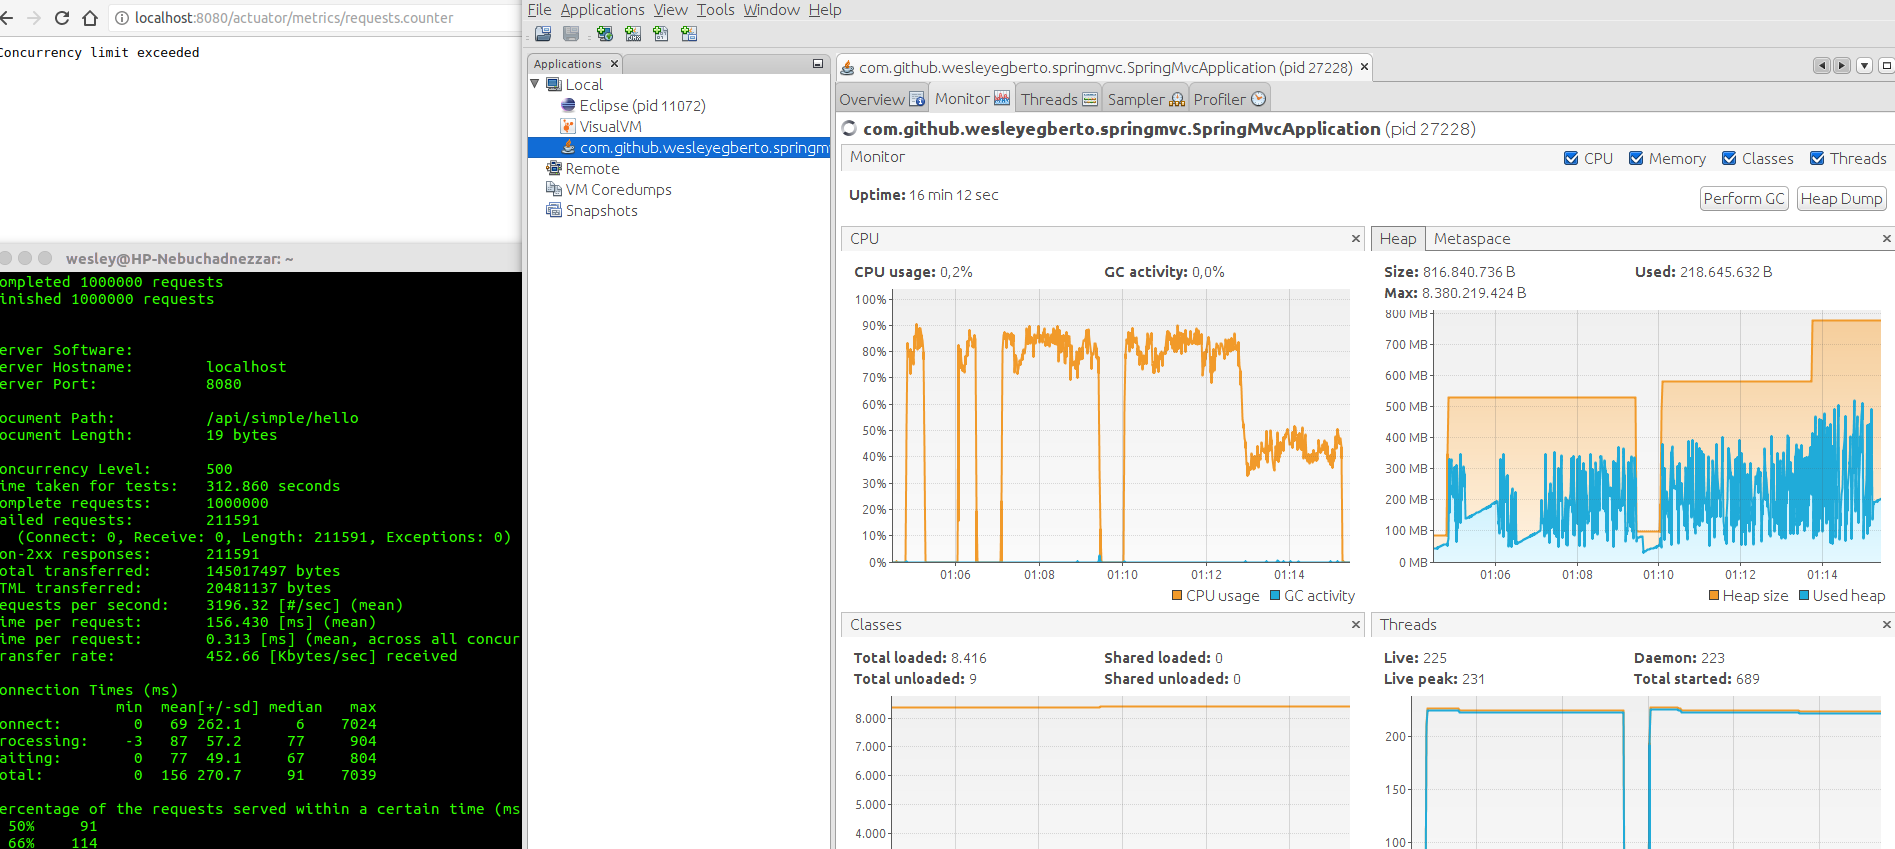 localhost:8080/actuator/metrics/requests.counter
Concurrency limit exceeded
wesley@HP-Nebuchadnezzar: ~
ompleted 1000000 requests
inished 1000000 requests
erver Software:
erver Hostname: localhost
erver Port: 8080
ocument Path: /api/simple/hello
ocument Length: 19 bytes
oncurrency Level: 500
ime taken for tests: 312.860 seconds
omplete requests: 1000000
ailed requests: 211591
(Connect: 0, Receive: 0, Length: 211591, Exceptions: 0)
on-2xx responses: 211591
otal transferred: 145017497 bytes
TML transferred: 20481137 bytes
equests per second: 3196.32 [#/sec] (mean)
ime per request: 156.430 [ms] (mean)
ime per request: 0.313 [ms] (mean, across all concur
ransfer rate: 452.66 [Kbytes/sec] received
onnection Times (ms)
min mean[+/-sd] median max
onnect: 0 69 262.1 6 7024
rocessing: -3 87 57.2 77 904
aiting: 0 77 49.1 67 804
otal: 0 156 270.7 91 7039
ercentage of the requests served within a certain time (ms
50% 91
66% 114
File Applications View Tools Window Help
Applications
Local
Eclipse (pid 11072)
VisualVM
com.github.wesleyegberto.springm
Remote
VM Coredumps
Snapshots
com.github.wesleyegberto.springmvc.SpringMvcApplication (pid 27228)
Overview Monitor Threads Sampler Profiler
com.github.wesleyegberto.springmvc.SpringMvcApplication (pid 27228)
Monitor CPU Memory Classes Threads
Uptime: 16 min 12 sec Perform GC Heap Dump
CPU
CPU usage: 0,2% GC activity: 0,0%
100%
90%
80%
70%
60%
50%
40%
30%
20%
10%
0%
01:06 01:08 01:10 01:12 01:14
CPU usage GC activity
Heap Metaspace
Size: 816.840.736 B Used: 218.645.632 B
Max: 8.380.219.424 B
800 MB
700 MB
600 MB
500 MB
400 MB
300 MB
200 MB
100 MB
0 MB
01:06 01:08 01:10 01:12 01:14
Heap size Used heap
Classes
Total loaded: 8.416 Shared loaded: 0
Total unloaded: 9 Shared unloaded: 0
8.000
7.000
6.000
5.000
4.000
Threads
Live: 225 Daemon: 223
Live peak: 231 Total started: 689
200
150
100